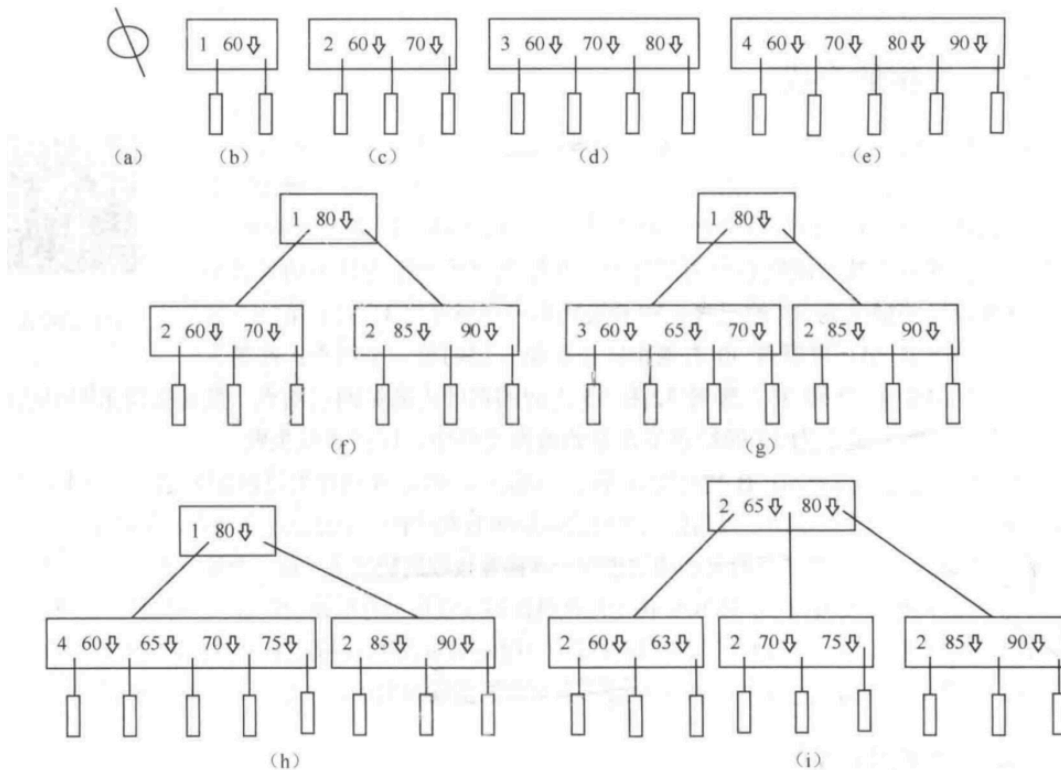 1 60⇩ 2 60⇩ 70⇩ 3 60⇩ 70⇩ 80⇩ 4 60⇩ 70⇩ 80⇩ 90⇩
(a) (b) (c) (d) (e)
1 80⇩ 1 80⇩
2 60⇩ 70⇩ 2 85⇩ 90⇩ 3 60⇩ 65⇩ 70⇩ 2 85⇩ 90⇩
(f) (g)
2 65⇩ 80⇩
1 80⇩
4 60⇩ 65⇩ 70⇩ 75⇩ 2 85⇩ 90⇩ 2 60⇩ 63⇩ 2 70⇩ 75⇩ 2 85⇩ 90⇩
(h) (i)